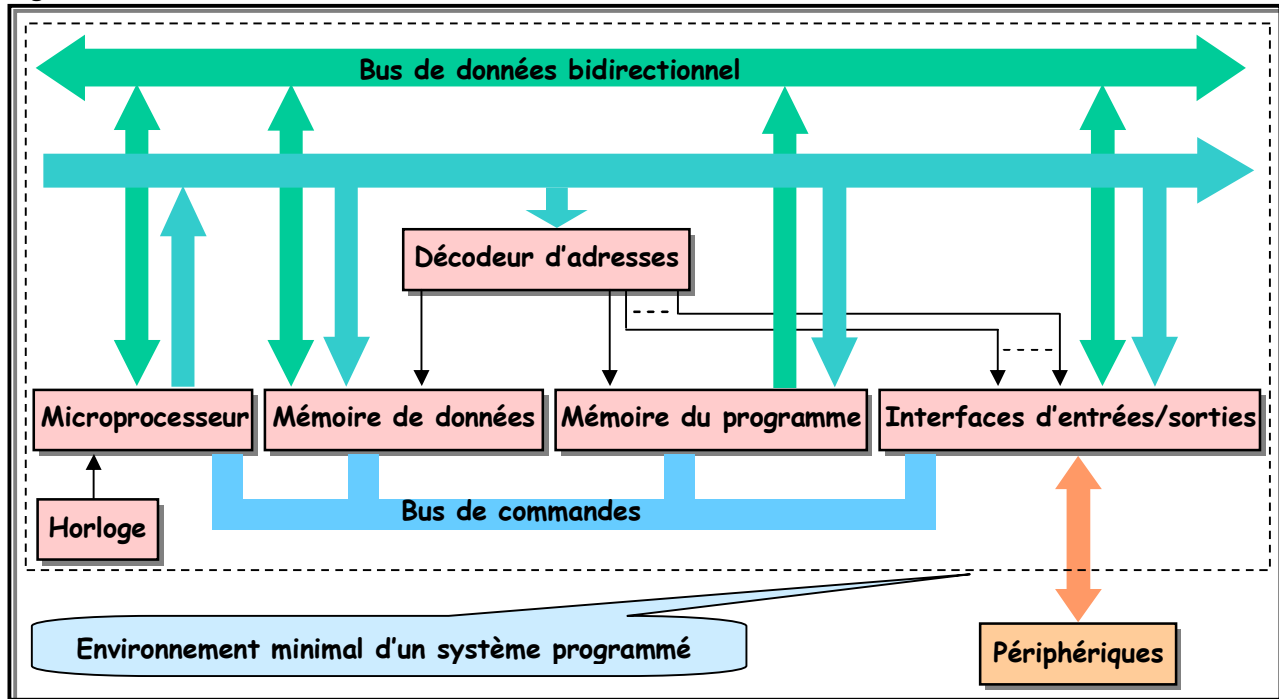 Bus de données bidirectionnel
Décodeur d'adresses
Microprocesseur
Mémoire de données
Mémoire du programme
Interfaces d'entrées/sorties
Bus de commandes
Horloge
Environnement minimal d'un système programmé
Périphériques